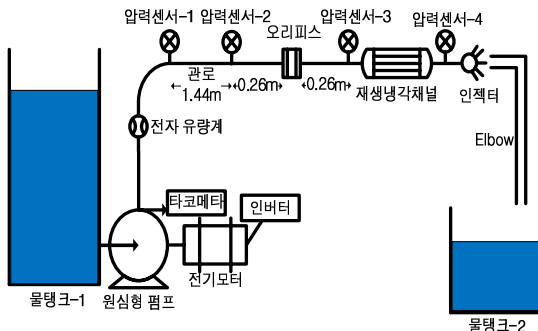 압력센서-1
압력센서-2
오리피스
압력센서-3
압력센서-4
관로
1.44m
0.26m
0.26m
재생냉각채널
인젝터
전자 유량계
Elbow
타코메타
인버터
전기모터
물탱크-1
원심형 펌프
물탱크-2